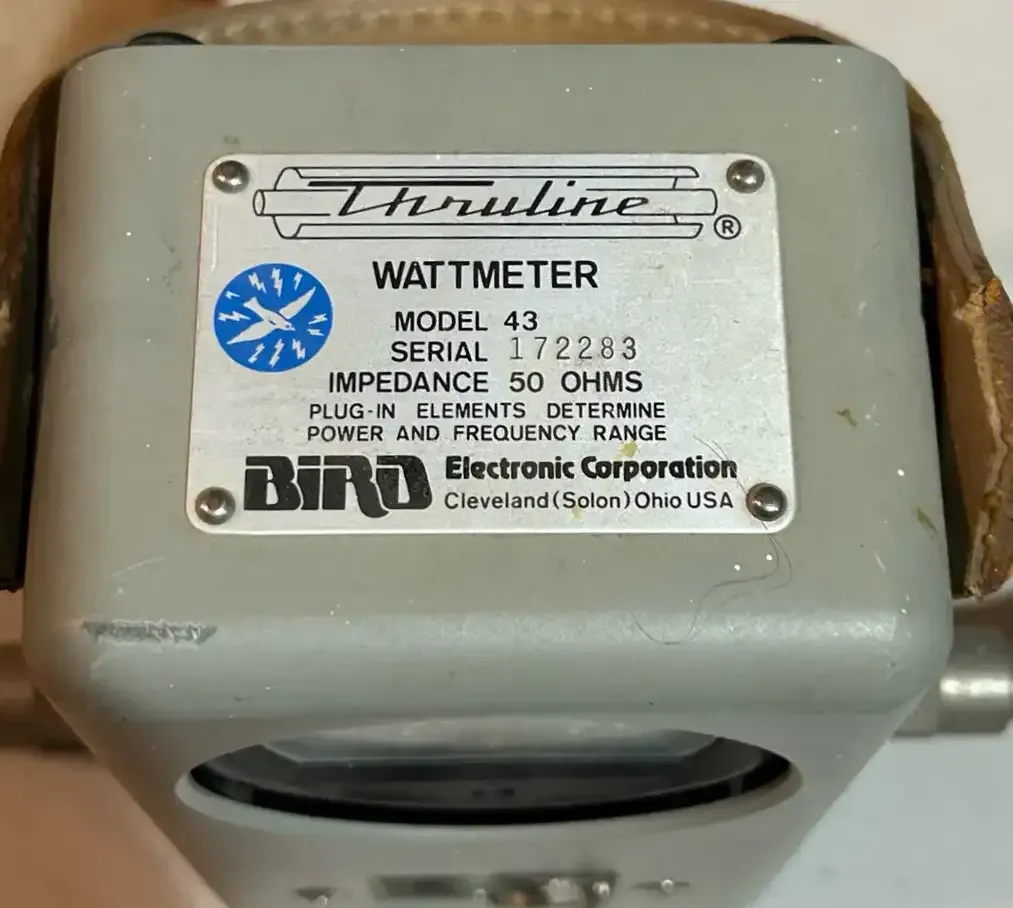 Thruline ®
WATTMETER
MODEL 43
SERIAL 172283
IMPEDANCE 50 OHMS
PLUG-IN ELEMENTS DETERMINE
POWER AND FREQUENCY RANGE
BIRD Electronic Corporation
Cleveland (Solon) Ohio USA